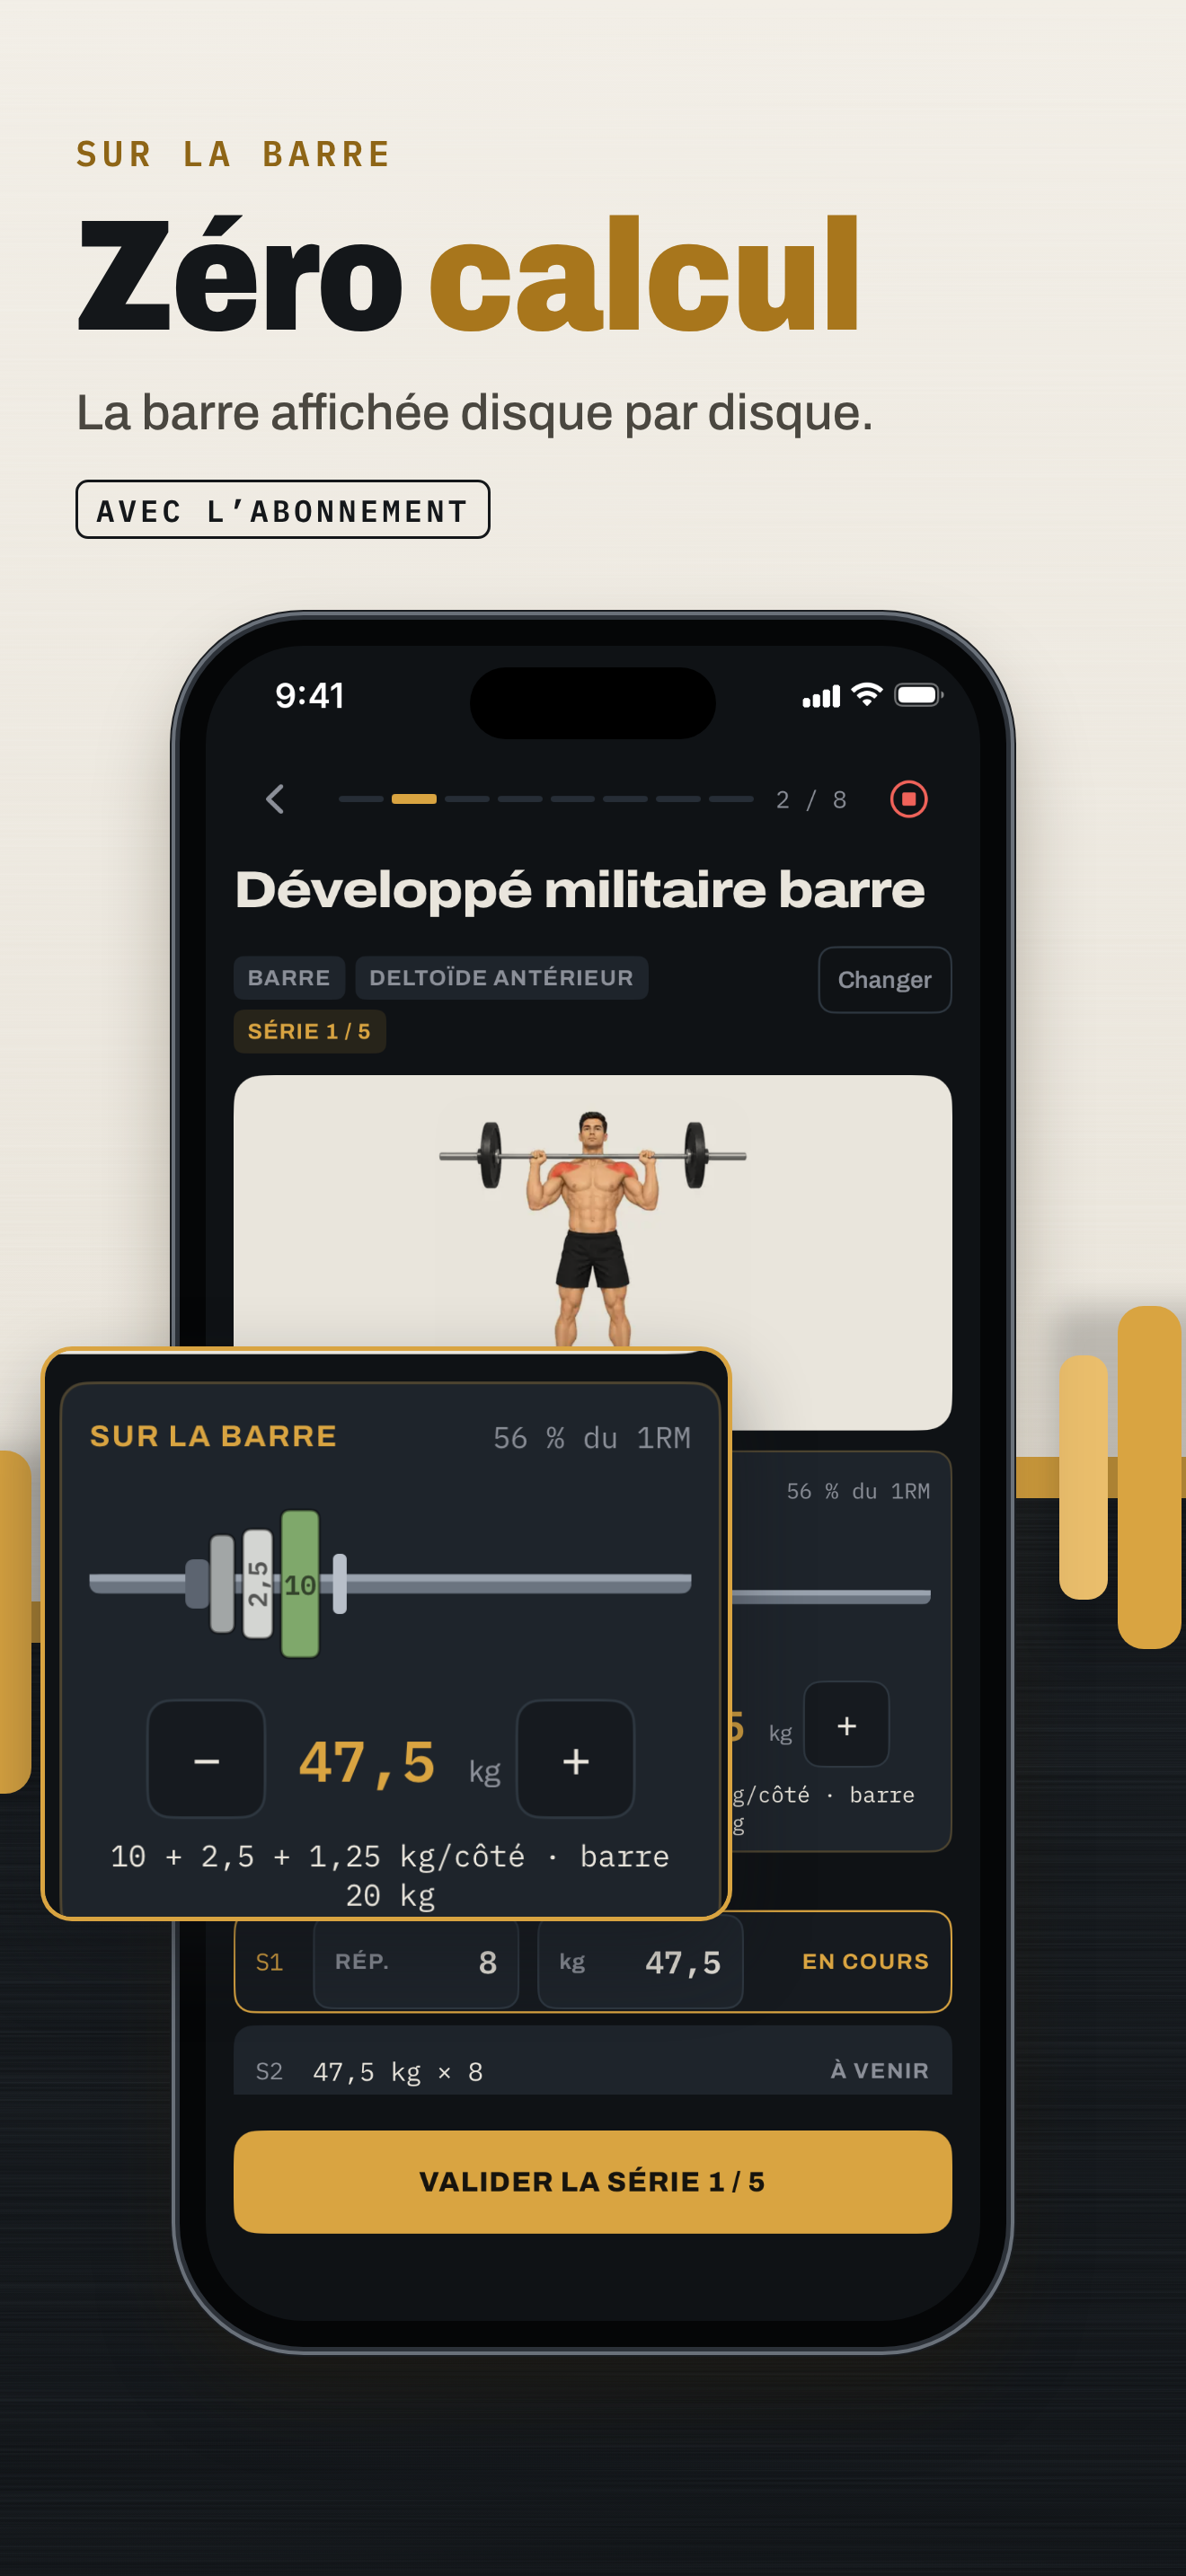 SUR LA BARRE
Zéro calcul
La barre affichée disque par disque.
AVEC L’ABONNEMENT
9:41
2 / 8
Développé militaire barre
BARRE
DELTOÏDE ANTÉRIEUR
Changer
SÉRIE 1 / 5
SUR LA BARRE
56 % du 1RM
2,5
10
−
47,5 kg
+
10 + 2,5 + 1,25 kg/côté · barre
20 kg
56 % du 1RM
5 kg
+
g/côté · barre
g
S1
RÉP. 8
kg 47,5
EN COURS
S2
47,5 kg × 8
À VENIR
VALIDER LA SÉRIE 1 / 5